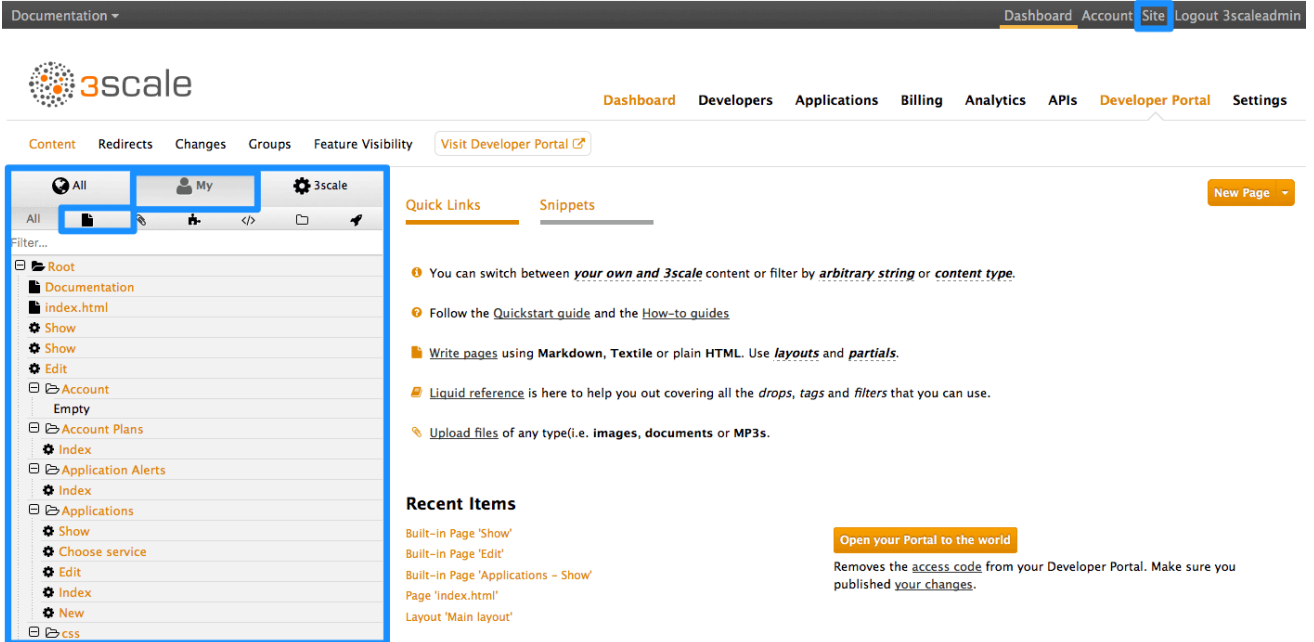 Documentation
Dashboard Account Site Logout 3scaleadmin
3scale
Dashboard Developers Applications Billing Analytics APIs Developer Portal Settings
Content Redirects Changes Groups Feature Visibility Visit Developer Portal
All My 3scale
All </>
Filter...
Root
Documentation
index.html
Show
Show
Edit
Account
Empty
Account Plans
Index
Application Alerts
Index
Applications
Show
Choose service
Edit
Index
New
css
New Page
Quick Links Snippets
You can switch between your own and 3scale content or filter by arbitrary string or content type.
Follow the Quickstart guide and the How-to guides
Write pages using Markdown, Textile or plain HTML. Use layouts and partials.
Liquid reference is here to help you out covering all the drops, tags and filters that you can use.
Upload files of any type(i.e. images, documents or MP3s.
Recent Items
Built-in Page 'Show'
Built-in Page 'Edit'
Built-in Page 'Applications - Show'
Page 'index.html'
Layout 'Main layout'
Open your Portal to the world
Removes the access code from your Developer Portal. Make sure you
published your changes.